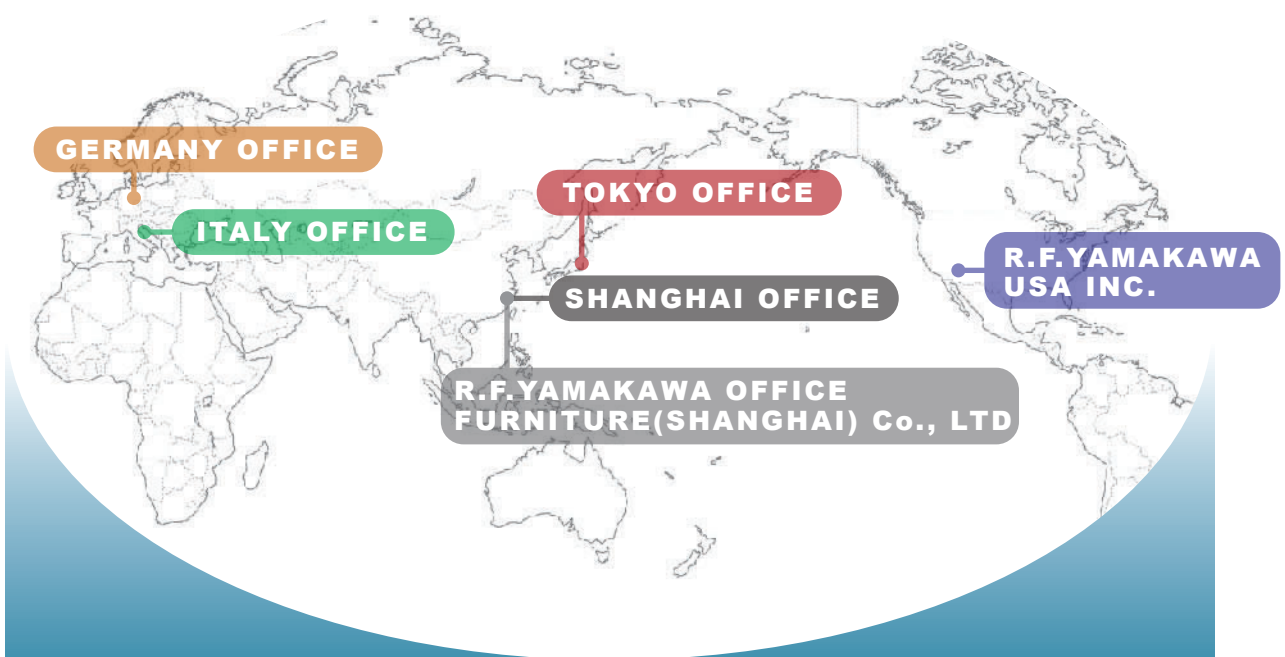 GERMANY OFFICE
TOKYO OFFICE
ITALY OFFICE
R.F.YAMAKAWA
USA INC.
SHANGHAI OFFICE
R.F.YAMAKAWA OFFICE
FURNITURE(SHANGHAI) Co., LTD